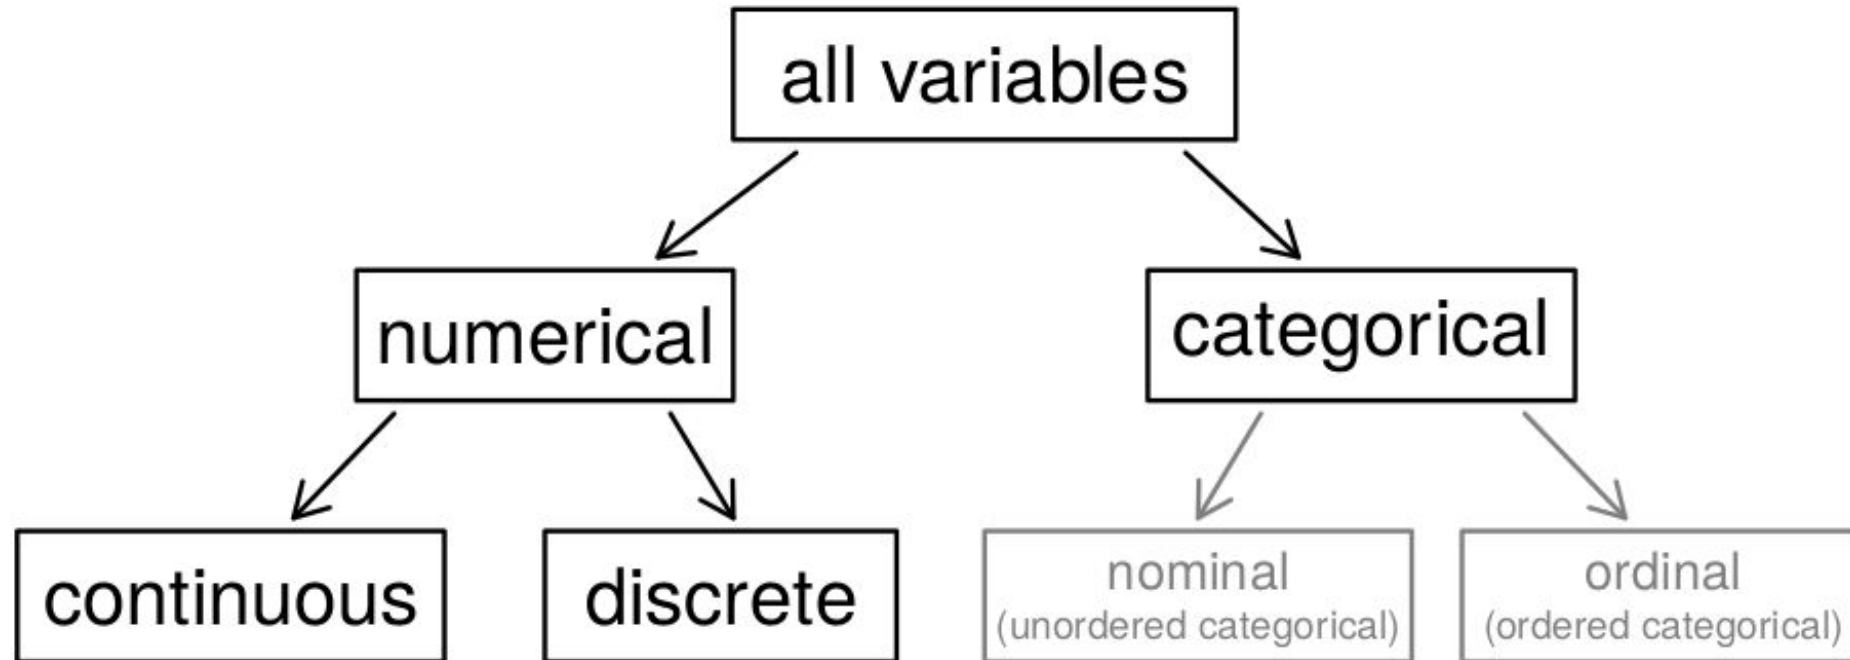 all variables
numerical
categorical
continuous
discrete
nominal
(unordered categorical)
ordinal
(ordered categorical)